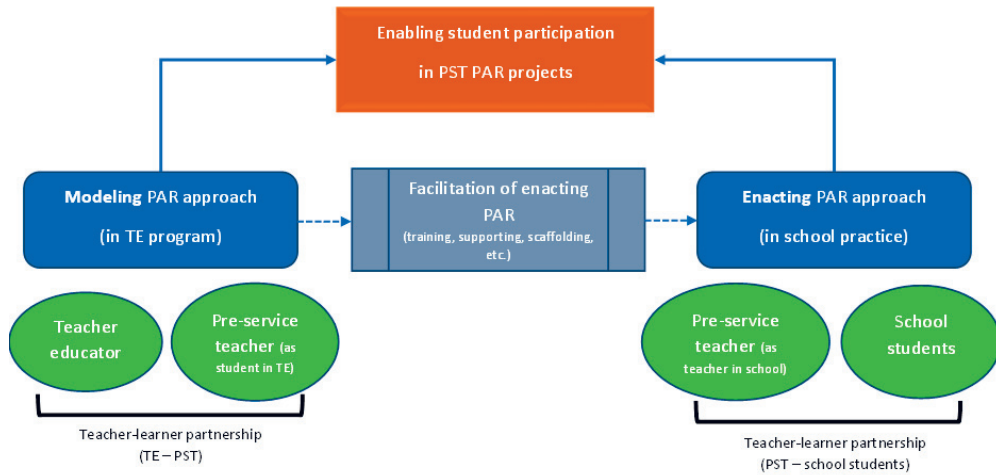 Enabling student participation
in PST PAR projects
Modeling PAR approach
(in TE program)
Facilitation of enacting
PAR
(training, supporting, scaffolding,
etc.)
Enacting PAR approach
(in school practice)
Teacher
educator
Pre-service
teacher (as
student in TE)
Pre-service
teacher (as
teacher in school)
School
students
Teacher-learner partnership
(TE – PST)
Teacher-learner partnership
(PST – school students)